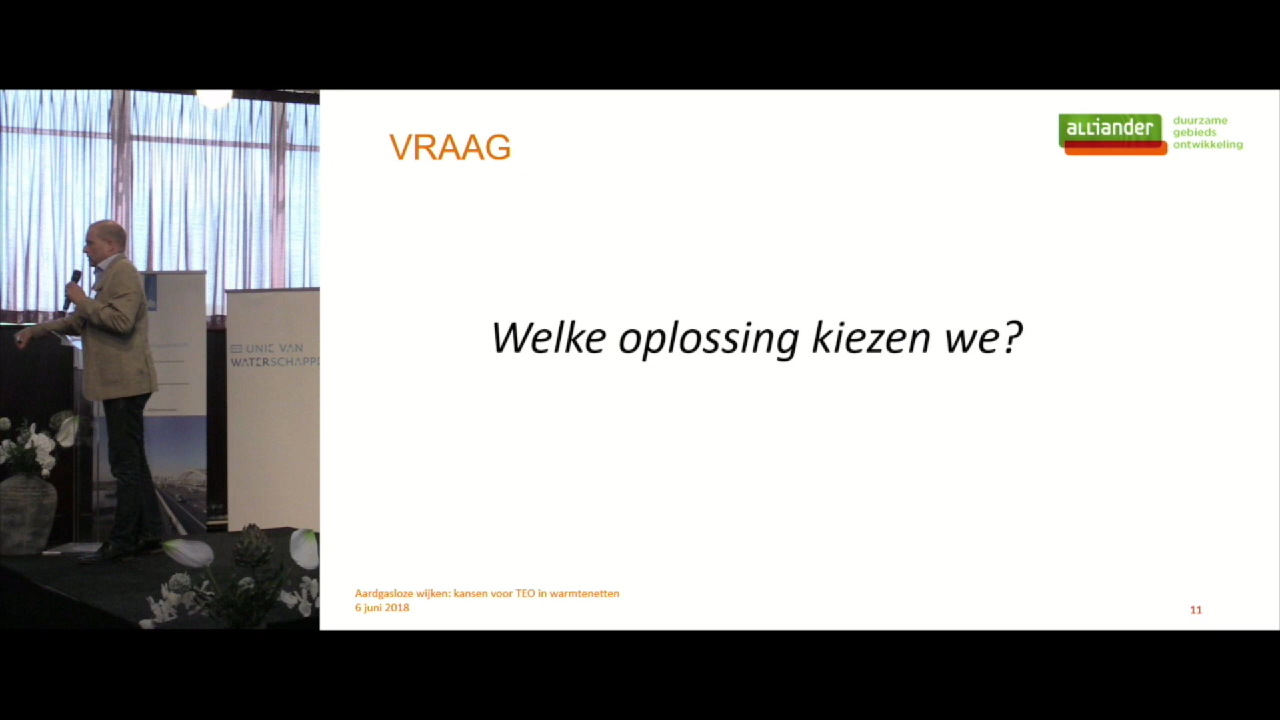 VRAAG
alliander
duurzame
gebieds
ontwikkeling
Welke oplossing kiezen we?
UNIE VAN
WATERSCHAPPE
Aardgasloze wijken: kansen voor TEO in warmtenetten
6 juni 2018
11